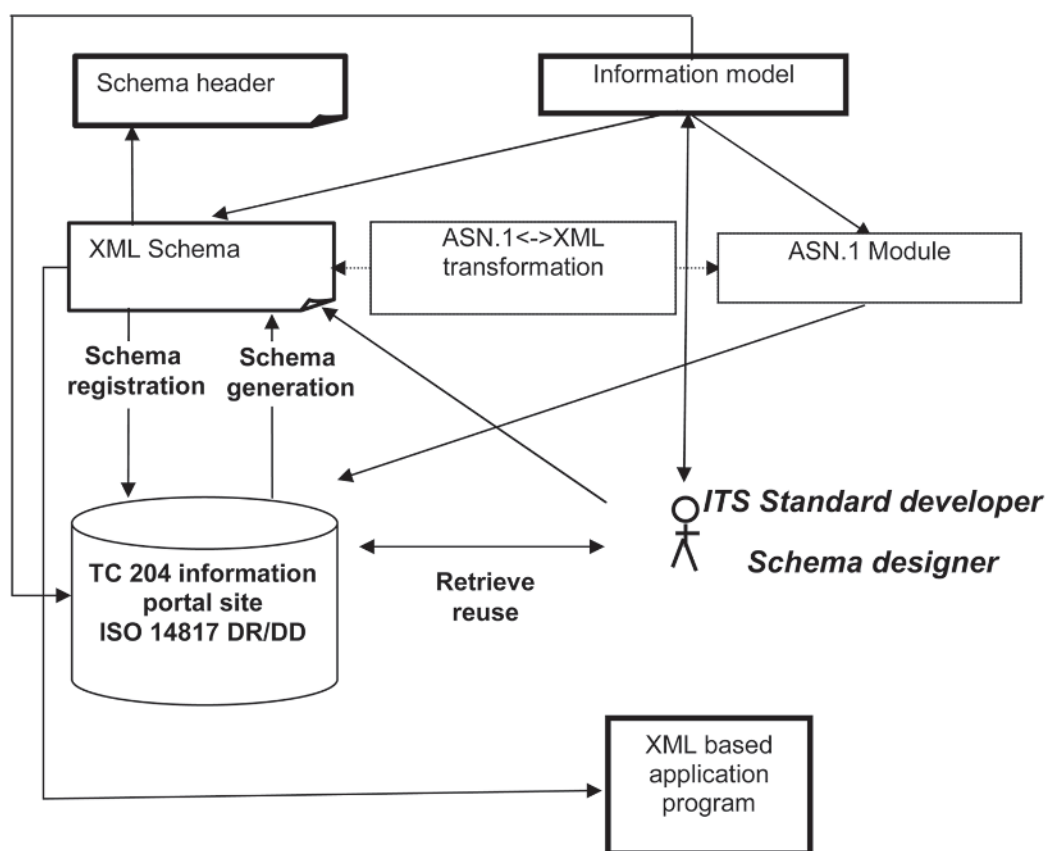 Schema header
Information model
XML Schema
ASN.1<->XML
transformation
ASN.1 Module
Schema
registration
Schema
generation
ITS Standard developer
Schema designer
TC 204 information
portal site
ISO 14817 DR/DD
Retrieve
reuse
XML based
application
program